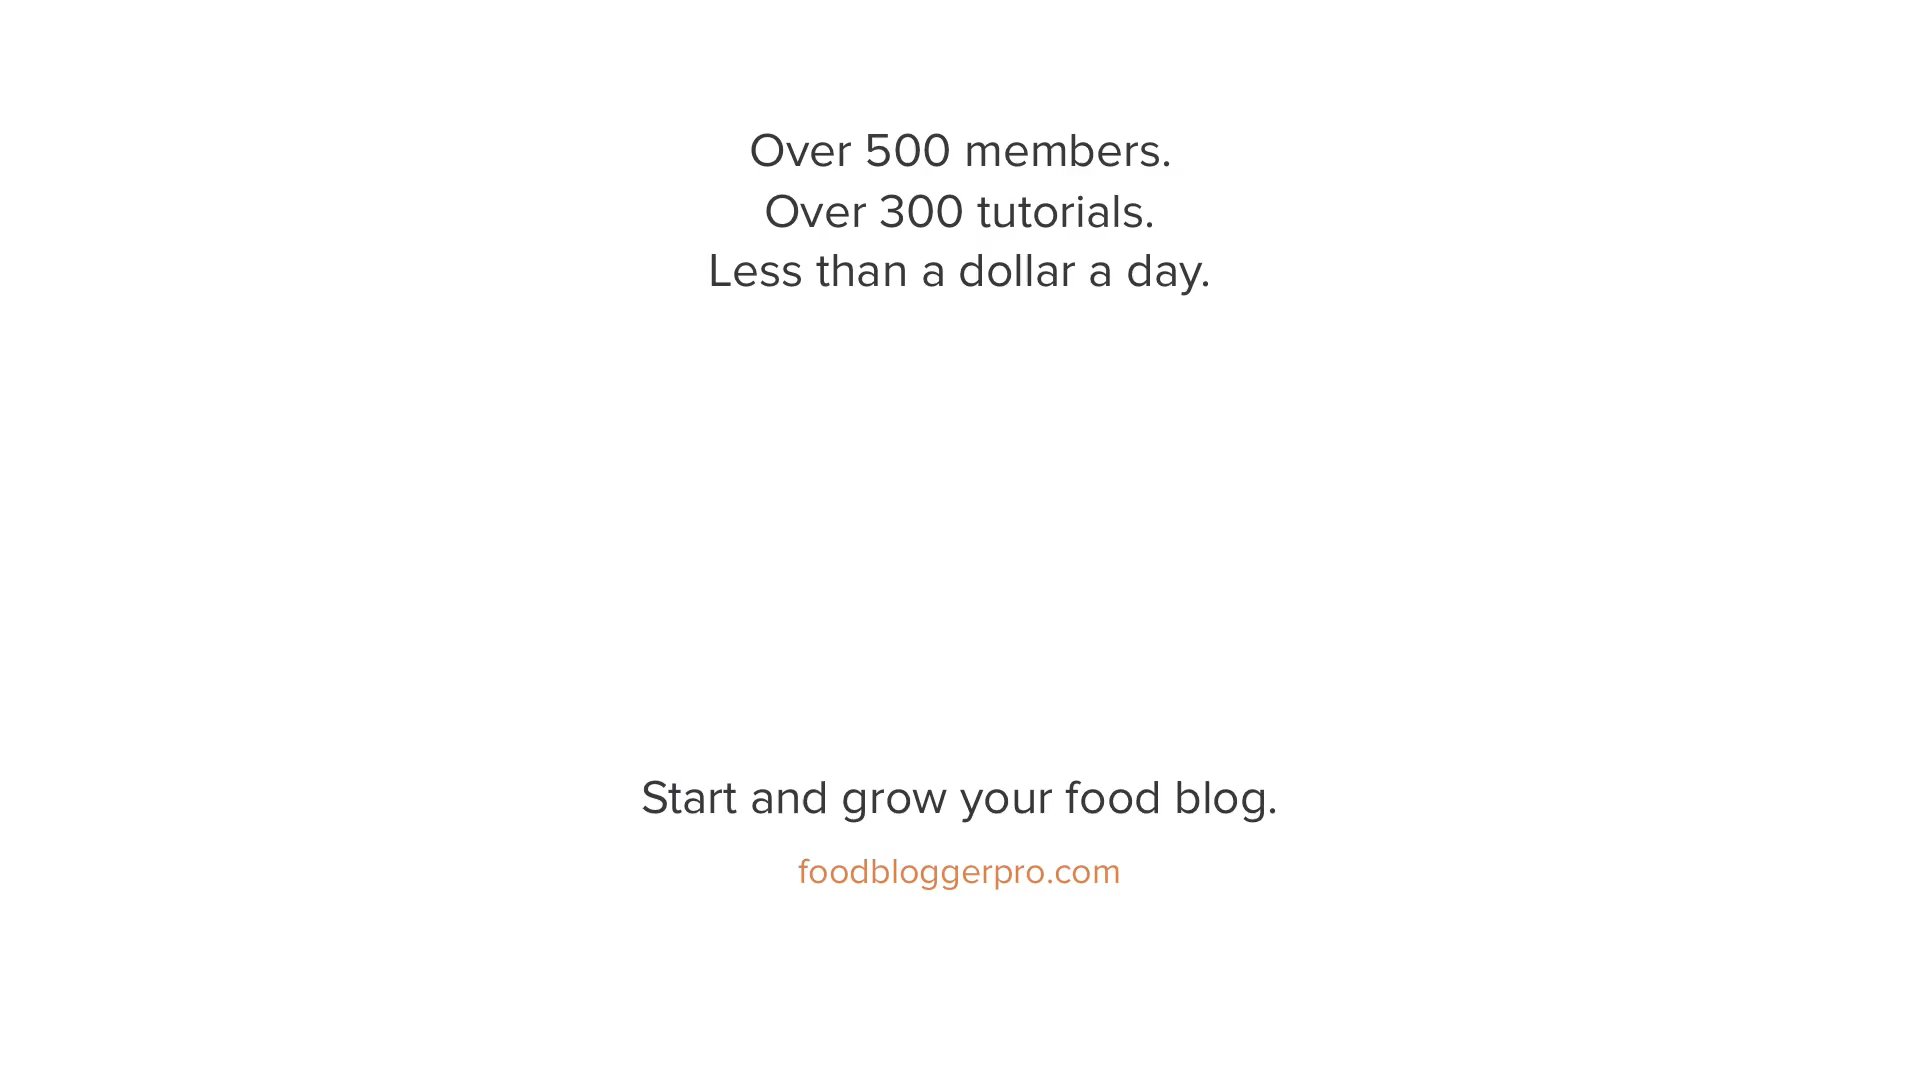 Over 500 members.
Over 300 tutorials.
Less than a dollar a day.
Start and grow your food blog.
foodbloggerpro.com